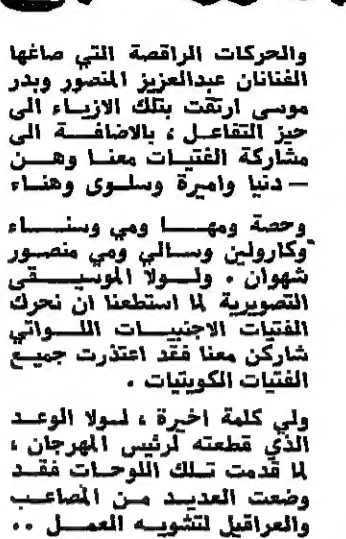 والحركات الراقصة التي صاغها
الفنانان عبدالعزيز المنصور وبدر
موسى ارتقت بتلك الازياء الى
حيز التفاعل ، بالاضافة الى
مشاركة الفتيات معنا وهن
— دنيا واميرة وسلوى وهناء
وحصة ومها ومي وسناء
وكارولين وسالي ومي منصور
شهوان . ولولا الموسيقى
التصويرية لما استطعنا ان نحرك
الفتيات الاجنبيات اللواتي
شاركن معنا فقد اعتذرت جميع
الفتيات الكويتيات .
ولي كلمة اخيرة ، لولا الوعد
الذي قطعته لرئيس المهرجان ،
لما قدمت تلك اللوحات فقد
وضعت العديد من المصاعب
والعراقيل لتشويه العمل ..